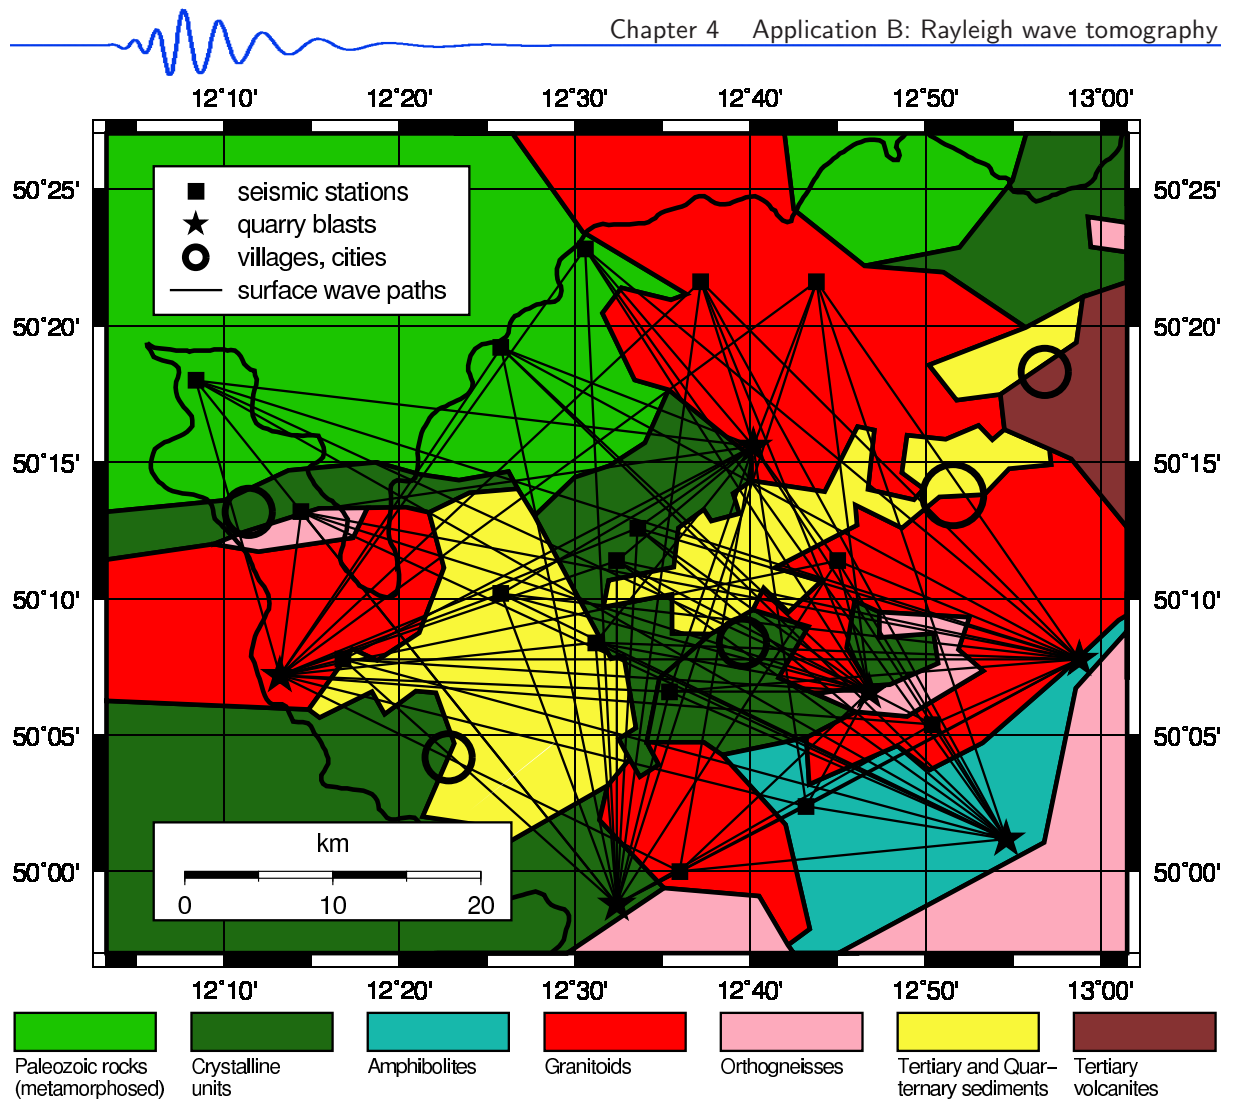 Chapter 4 Application B: Rayleigh wave tomography
12°10' 12°20' 12°30' 12°40' 12°50' 13°00'
50°25' 50°25'
seismic stations
quarry blasts
villages, cities
surface wave paths
50°20' 50°20'
50°15' 50°15'
50°10' 50°10'
50°05' 50°05'
50°00' 50°00'
km
0 10 20
12°10' 12°20' 12°30' 12°40' 12°50' 13°00'
Paleozoic rocks
(metamorphosed)
Crystalline
units
Amphibolites
Granitoids
Orthogneisses
Tertiary and Quar-
ternary sediments
Tertiary
volcanites